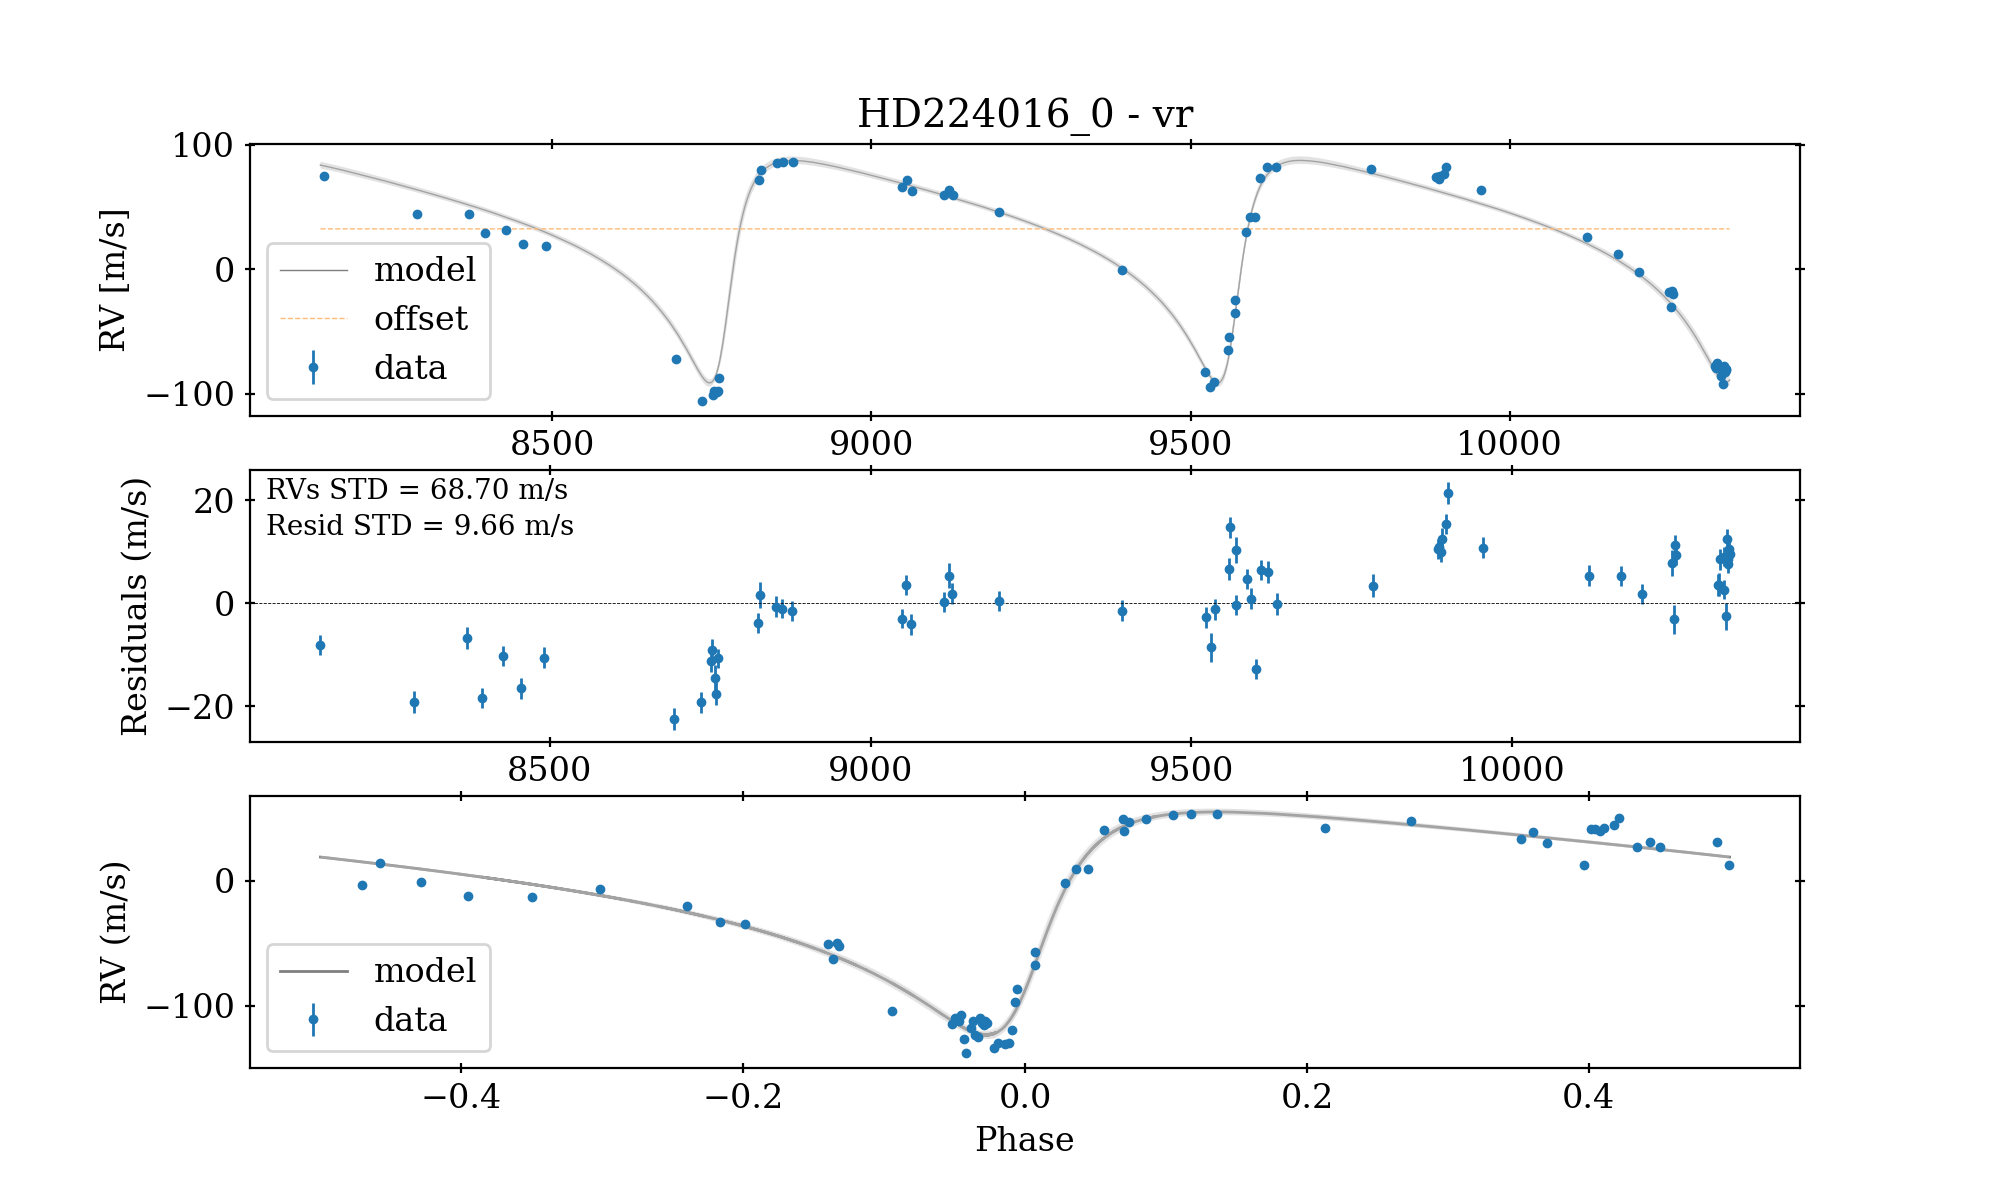 HD224016_0 - vr
100
0
−100
RV [m/s]
model
offset
data
8500
9000
9500
10000
RVs STD = 68.70 m/s
Resid STD = 9.66 m/s
20
0
−20
Residuals (m/s)
8500
9000
9500
10000
0
−100
RV (m/s)
model
data
−0.4
−0.2
0.0
0.2
0.4
Phase